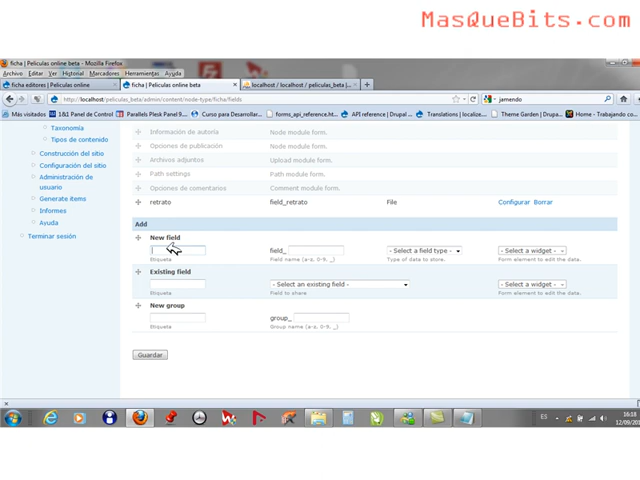 MasQueBits.com
ficha | Peliculas online beta - Mozilla Firefox
Archivo Editar Ver Historial Marcadores Herramientas Ayuda
ficha editores | Peliculas online
ficha | Peliculas online beta
localhost / localhost / peliculas_beta |...
http://localhost/peliculas_beta/admin/content/node-type/ficha/fields
jamendo
Más visitados
1&1 Panel de Control
Parallels Plesk Panel 9....
Curso para Desarrollar...
forms_api_reference.ht...
API reference | Drupal ...
Translations | localize....
Theme Garden | Drupa...
Home - Trabajando co...
Taxonomía
Tipos de contenido
Construcción del sitio
Configuración del sitio
Administración de
usuario
Generate items
Informes
Ayuda
Terminar sesión
Información de autoría Node module form.
Opciones de publicación Node module form.
Archivos adjuntos Upload module form.
Path settings Path module form.
Opciones de comentarios Comment module form.
retrato field_retrato File Configurar Borrar
Add
New field
field_ - Select a field type - - Select a widget -
Etiqueta Field name (a-z, 0-9, _) Type of data to store. Form element to edit the data.
Existing field
- Select an existing field - - Select a widget -
Etiqueta Field to share Form element to edit the data.
New group
group_
Etiqueta Group name (a-z, 0-9, _)
Guardar
ES
16:18